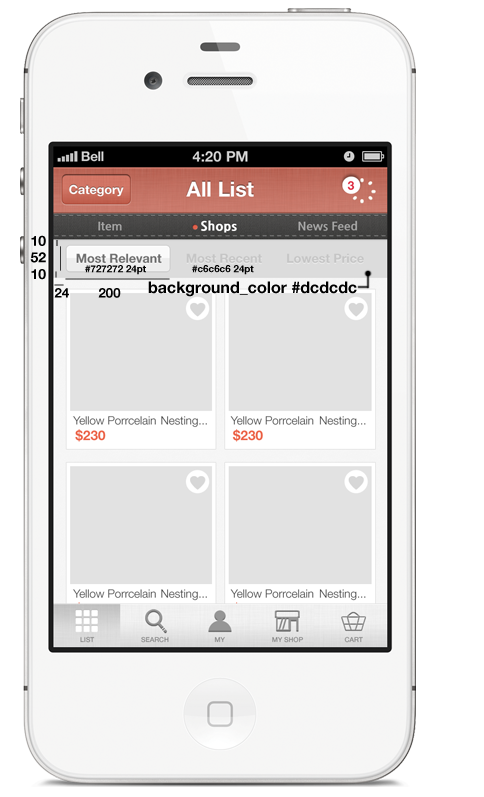 Bell 4:20 PM
Category All List 3
Item Shops News Feed
10
52
10
Most Relevant Most Recent Lowest Price
#727272 24pt #c6c6c6 24pt
24 200 background_color #dcdcdc
Yellow Porrcelain Nesting... Yellow Porrcelain Nesting...
$230 $230
Yellow Porrcelain Nesting... Yellow Porrcelain Nesting...
LIST SEARCH MY MY SHOP CART